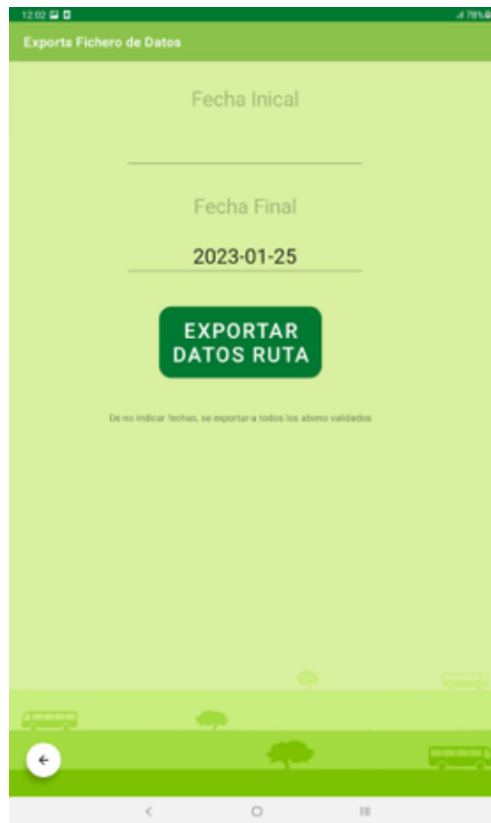 12:02
78%
Exporta Fichero de Datos
Fecha Inical
Fecha Final
2023-01-25
EXPORTAR
DATOS RUTA
De no indicar fechas, se exportar-a todos los abono validados